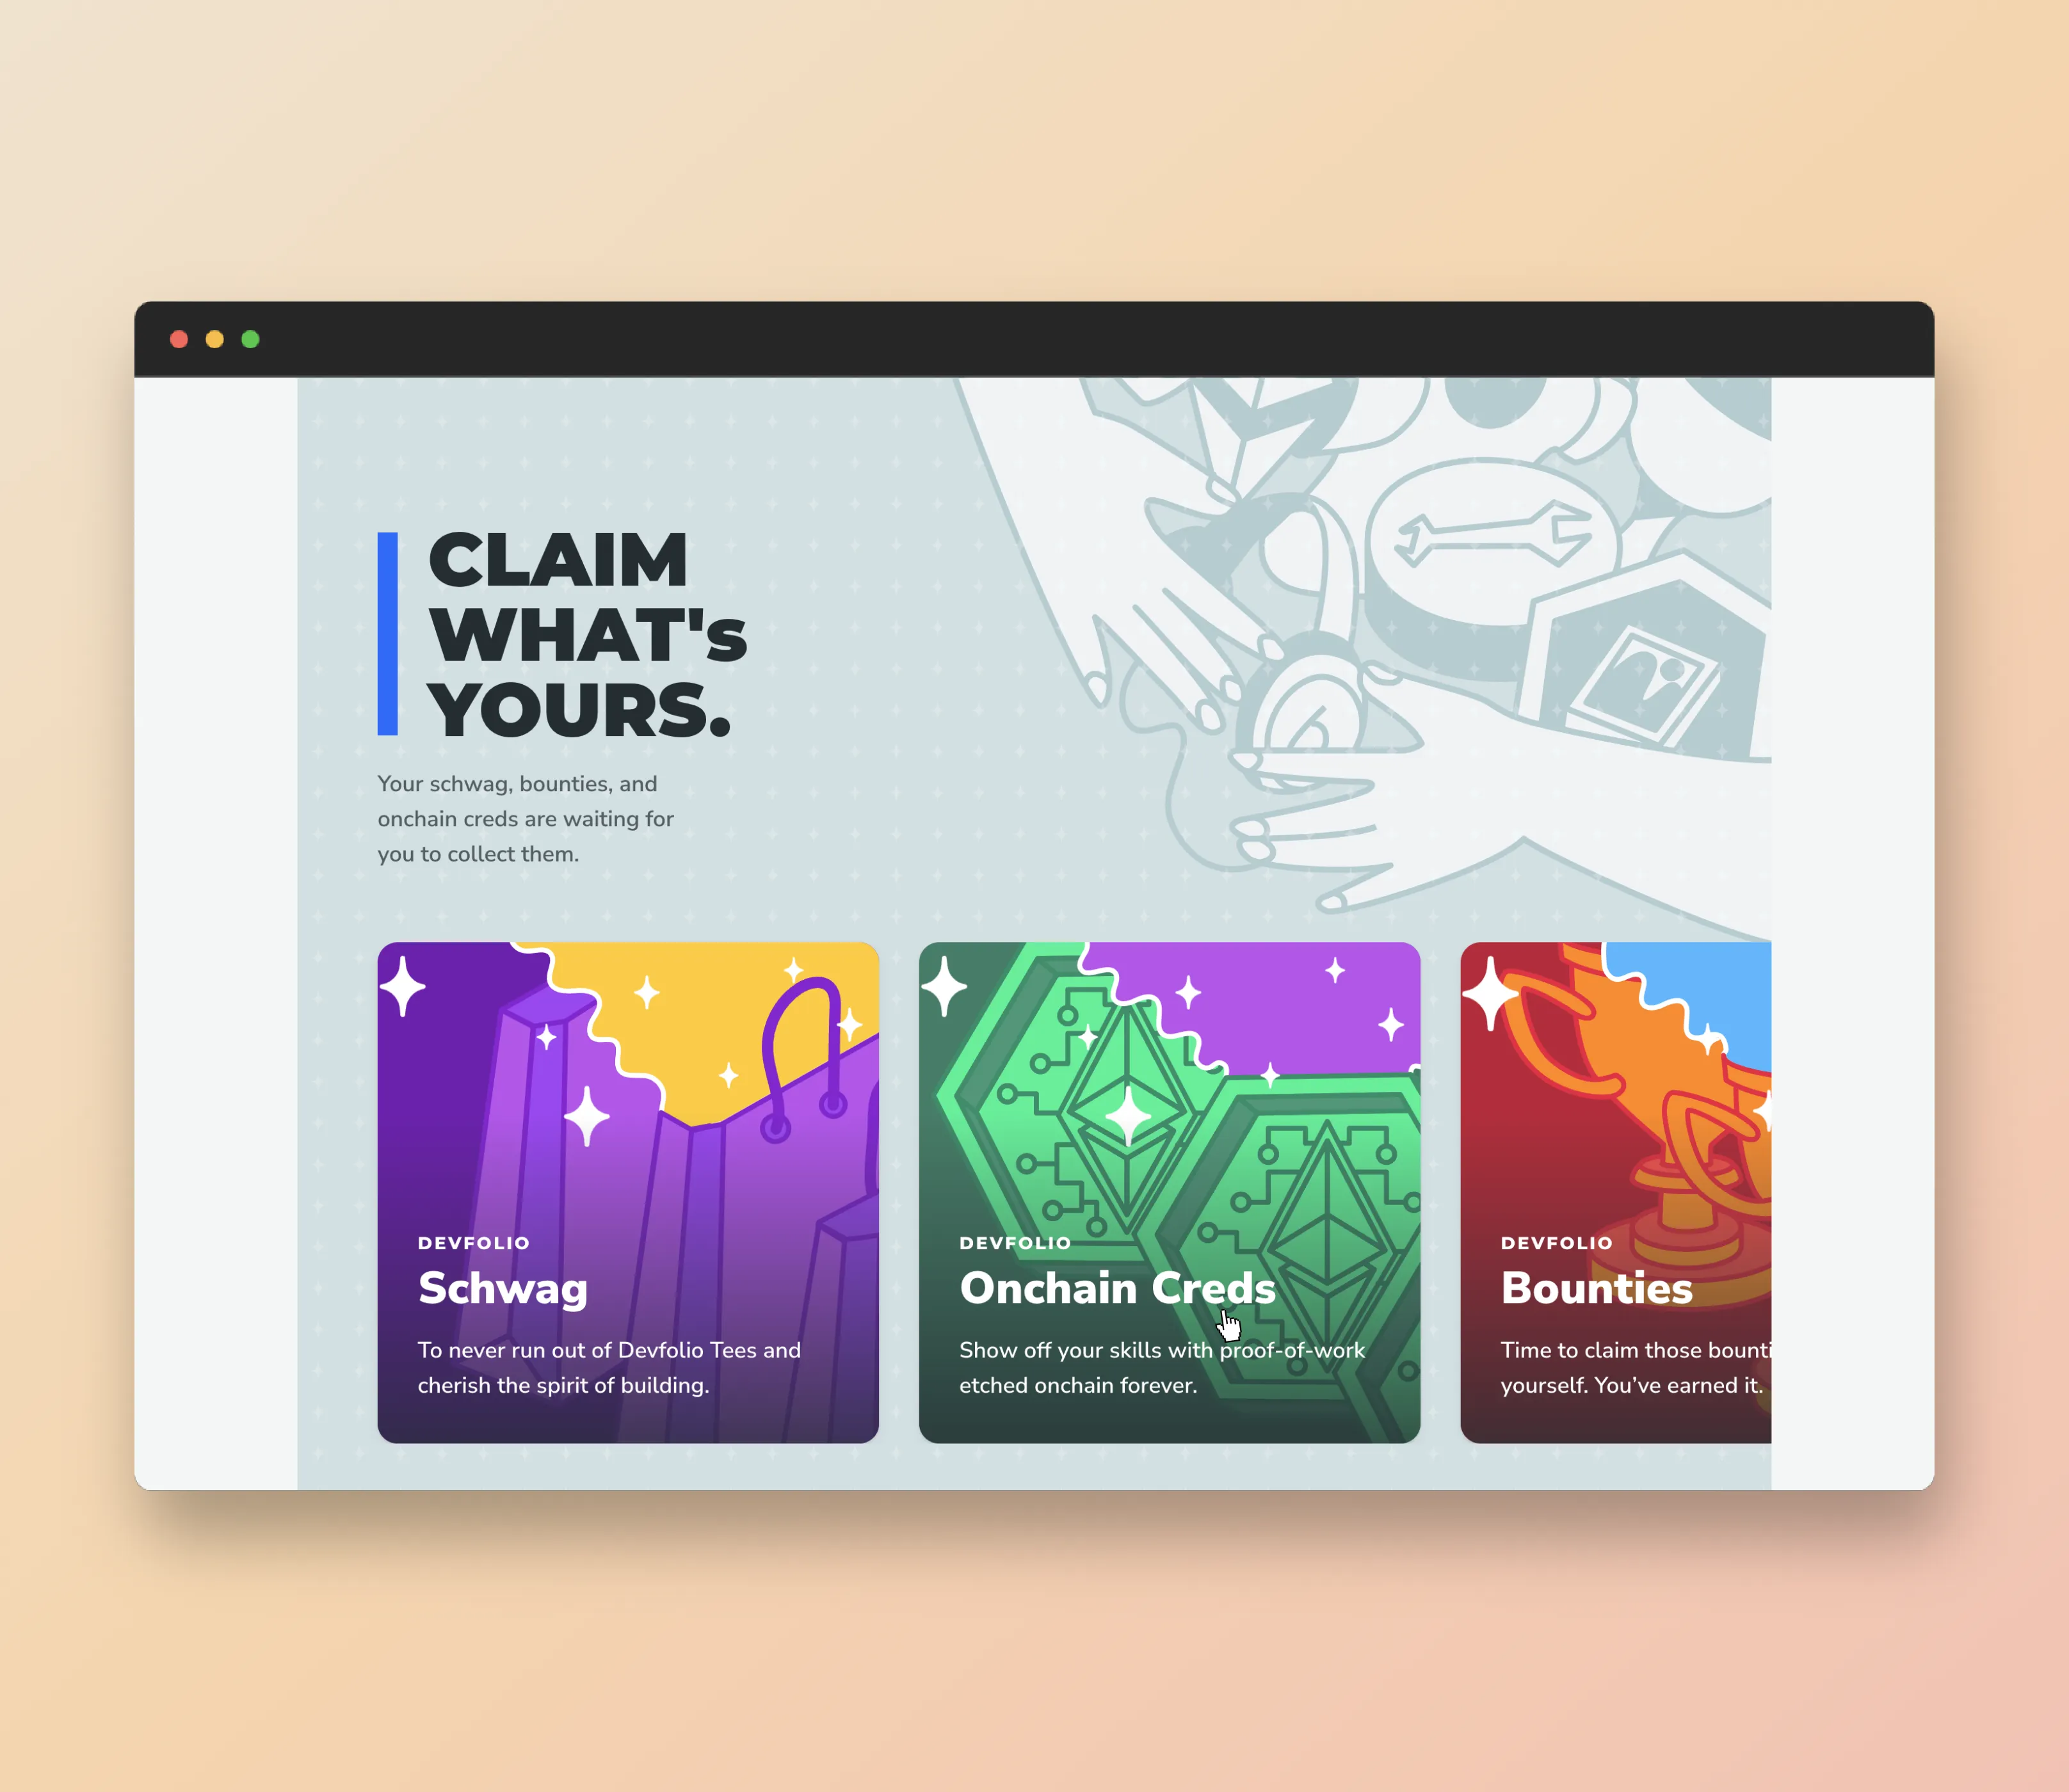 CLAIM
WHAT's
YOURS.
Your schwag, bounties, and
onchain creds are waiting for
you to collect them.
DEVFOLIO
Schwag
To never run out of Devfolio Tees and
cherish the spirit of building.
DEVFOLIO
Onchain Creds
Show off your skills with proof-of-work
etched onchain forever.
DEVFOLIO
Bounties
Time to claim those bounti
yourself. You’ve earned it.